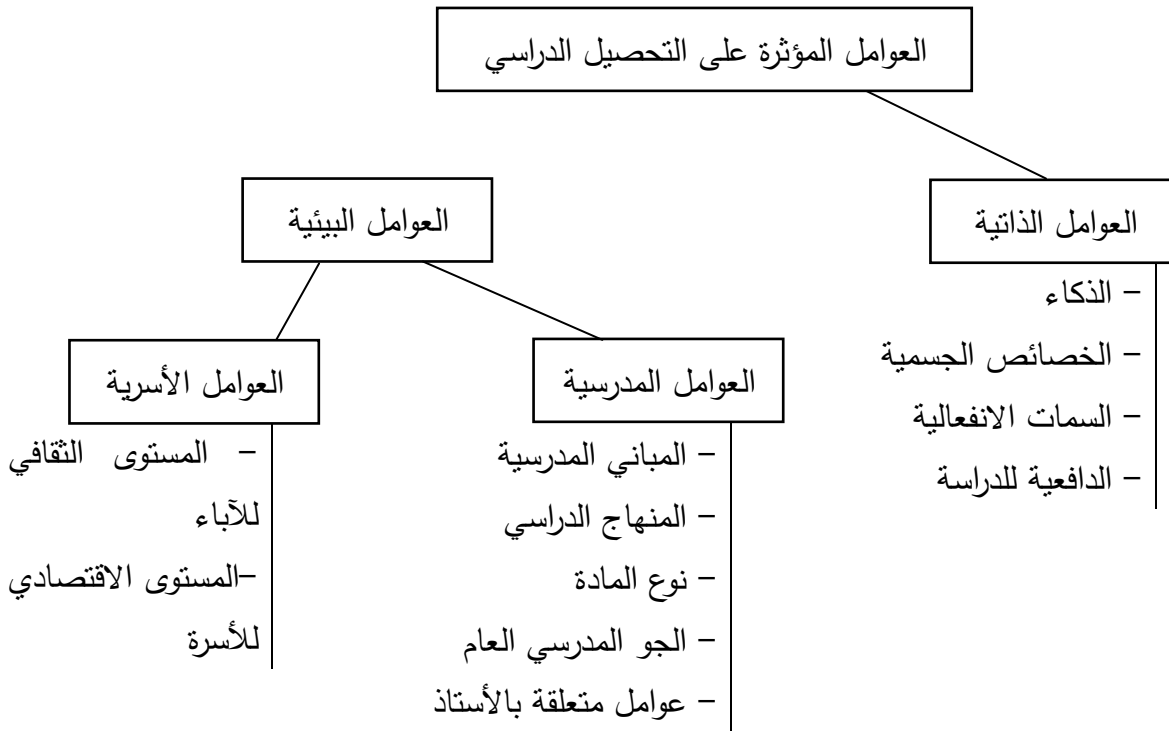 العوامل المؤثرة على التحصيل الدراسي
العوامل الذاتية
– الذكاء
– الخصائص الجسمية
– السمات الانفعالية
– الدافعية للدراسة
العوامل البيئية
العوامل المدرسية
– المباني المدرسية
– المنهاج الدراسي
– نوع المادة
– الجو المدرسي العام
– عوامل متعلقة بالأستاذ
العوامل الأسرية
– المستوى الثقافي
للآباء
–المستوى الاقتصادي
للأسرة